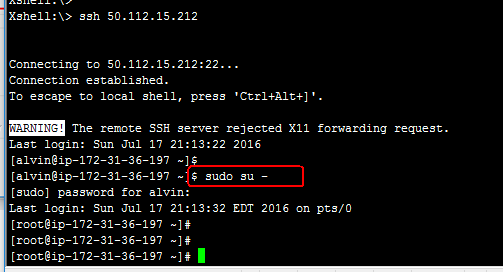 Xshell:\>
Xshell:\> ssh 50.112.15.212
Connecting to 50.112.15.212:22...
Connection established.
To escape to local shell, press 'Ctrl+Alt+]'.
WARNING! The remote SSH server rejected X11 forwarding request.
Last login: Sun Jul 17 21:13:22 2016
[alvin@ip-172-31-36-197 ~]$
[alvin@ip-172-31-36-197 ~]$ sudo su -
[sudo] password for alvin:
Last login: Sun Jul 17 21:13:32 EDT 2016 on pts/0
[root@ip-172-31-36-197 ~]#
[root@ip-172-31-36-197 ~]#
[root@ip-172-31-36-197 ~]#